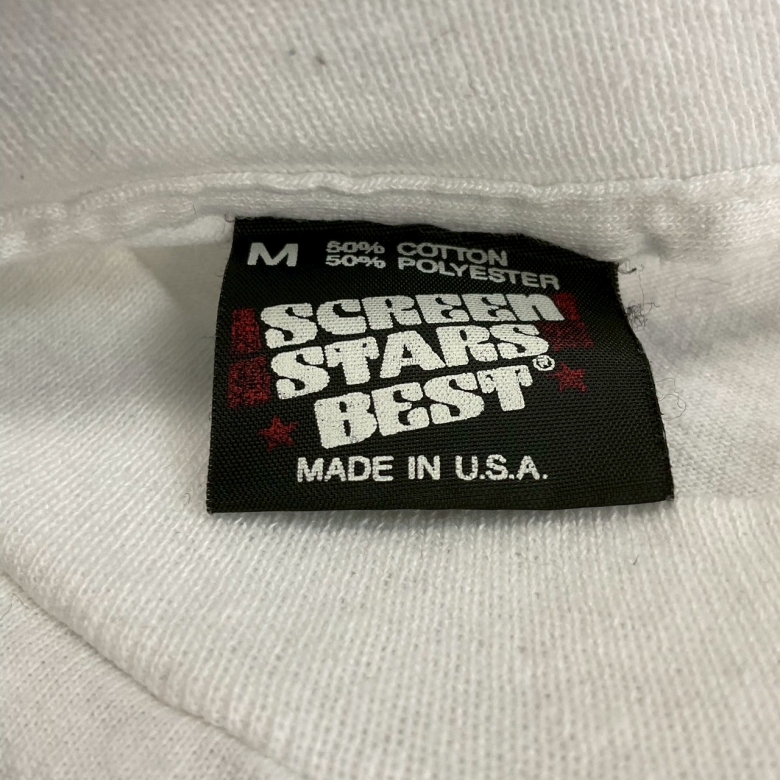 M 50% COTTON
50% POLYESTER
SCREEN
STARS
BEST®
MADE IN U.S.A.